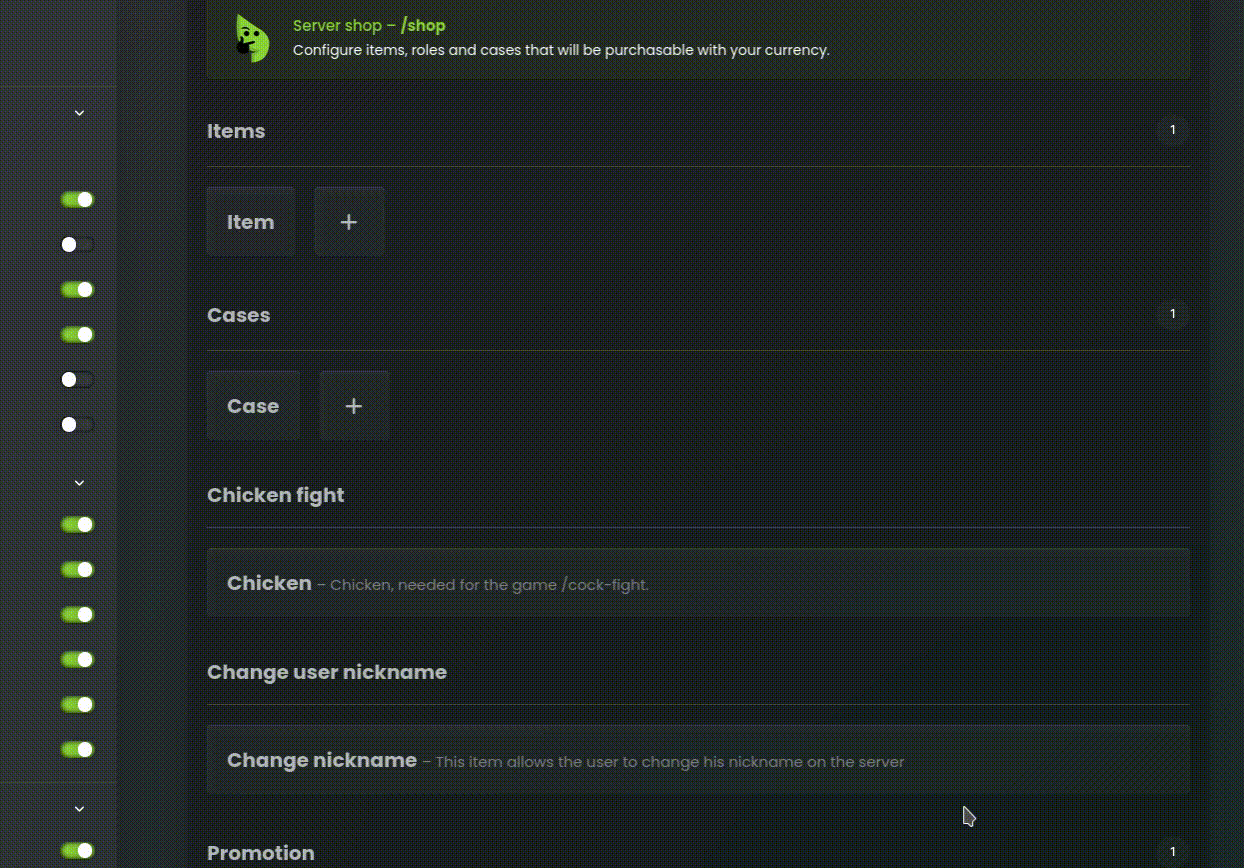 Server shop – /shop
Configure items, roles and cases that will be purchasable with your currency.
Items
1
Item
+
Cases
1
Case
+
Chicken fight
Chicken – Chicken, needed for the game /cock-fight.
Change user nickname
Change nickname – This item allows the user to change his nickname on the server
Promotion
1